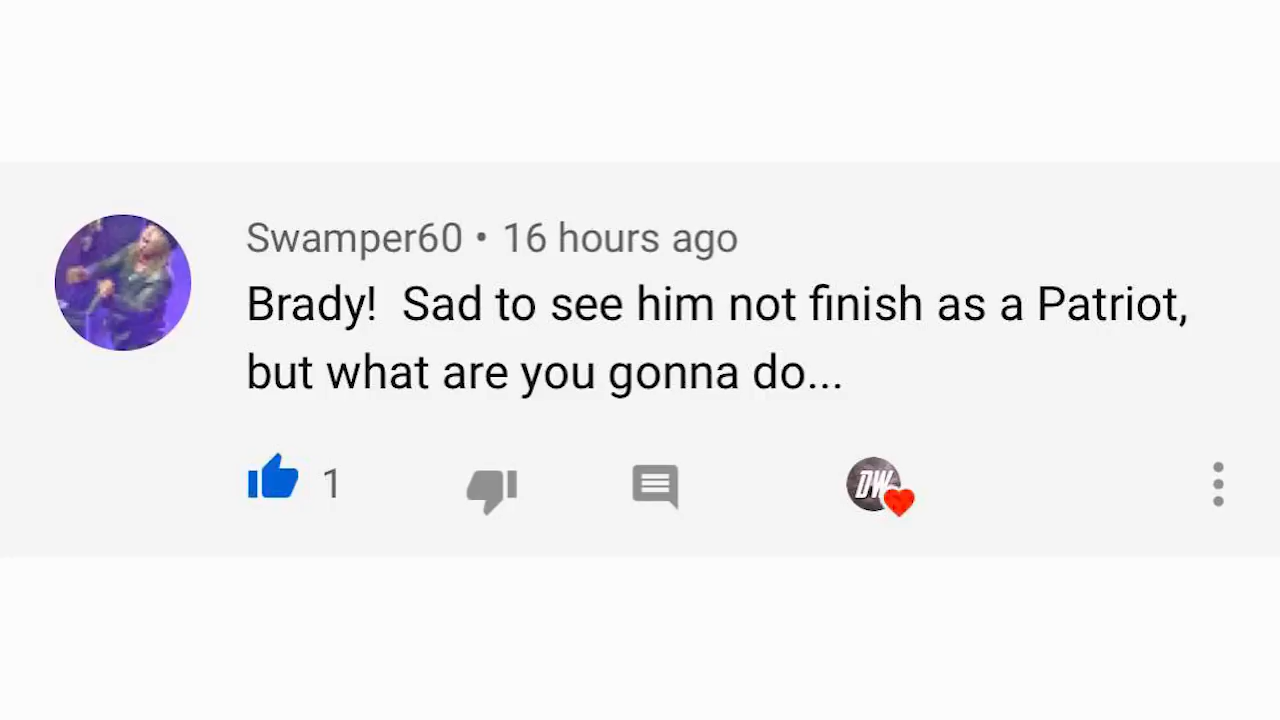 Swamper60 • 16 hours ago
Brady!  Sad to see him not finish as a Patriot,
but what are you gonna do...
1
DW